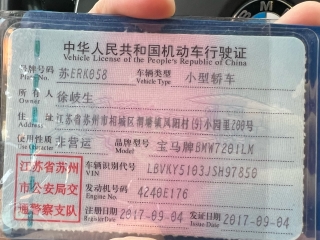 中华人民共和国机动车行驶证
Vehicle License of the People's Republic of China
号牌号码 苏ERK058 车辆类型 小型轿车
Plate No. Vehicle Type
所有人 徐岐生
Owner
住址 江苏省苏州市相城区渭塘镇凤阳村(9)小园里200号
Address
使用性质 非营运 品牌型号 宝马牌BMW7201LM
Use Character Model
江苏省苏州 车辆识别代号 LBVKY5103JSH97850
VIN
市公安局交 发动机号码 4240E176
Engine No.
通警察支队 注册日期 2017-09-04 发证日期 2017-09-04
Register Date Issue Date